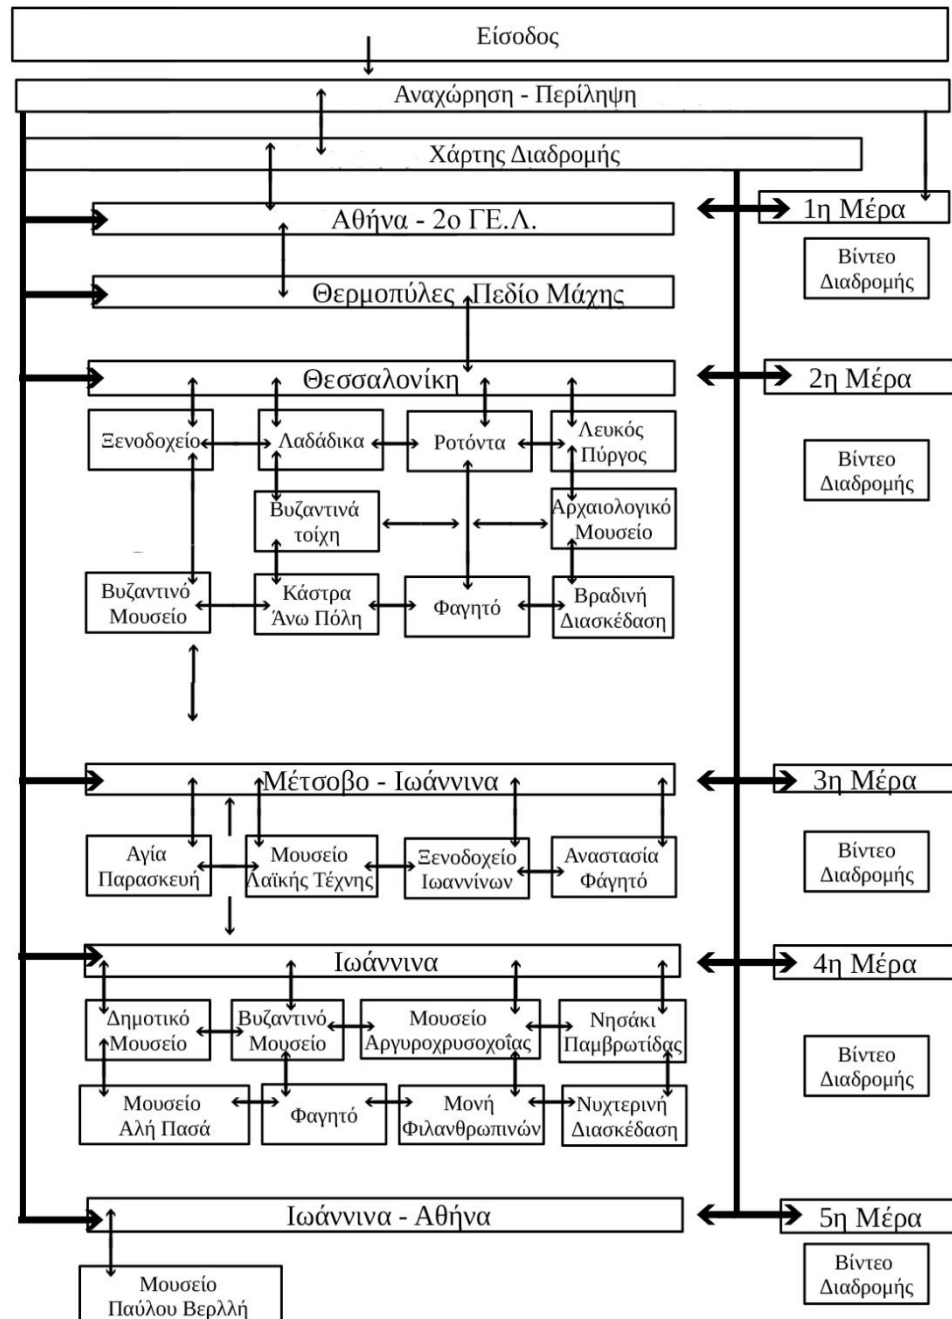 Είσοδος
Αναχώρηση - Περίληψη
Χάρτης Διαδρομής
Αθήνα - 2ο ΓΕ.Λ.
1η Μέρα
Βίντεο
Διαδρομής
Θερμοπύλες Πεδίο Μάχης
Θεσσαλονίκη
2η Μέρα
Ξενοδοχείο
Λαδάδικα
Ροτόντα
Λευκός
Πύργος
Βίντεο
Διαδρομής
Βυζαντινά
τοίχη
Αρχαιολογικό
Μουσείο
Βυζαντινό
Μουσείο
Κάστρα
Άνω Πόλη
Φαγητό
Βραδινή
Διασκέδαση
Μέτσοβο - Ιωάννινα
3η Μέρα
Αγία
Παρασκευή
Μουσείο
Λαϊκής Τέχνης
Ξενοδοχείο
Ιωαννίνων
Αναστασία
Φάγητό
Βίντεο
Διαδρομής
Ιωάννινα
4η Μέρα
Δημοτικό
Μουσείο
Βυζαντινό
Μουσείο
Μουσείο
Αργυροχρυσοχοΐας
Νησάκι
Παμβρωτίδας
Βίντεο
Διαδρομής
Μουσείο
Αλή Πασά
Φαγητό
Μονή
Φιλανθρωπινών
Νυχτερινή
Διασκέδαση
Ιωάννινα - Αθήνα
5η Μέρα
Βίντεο
Διαδρομής
Μουσείο
Παύλου Βερλλή